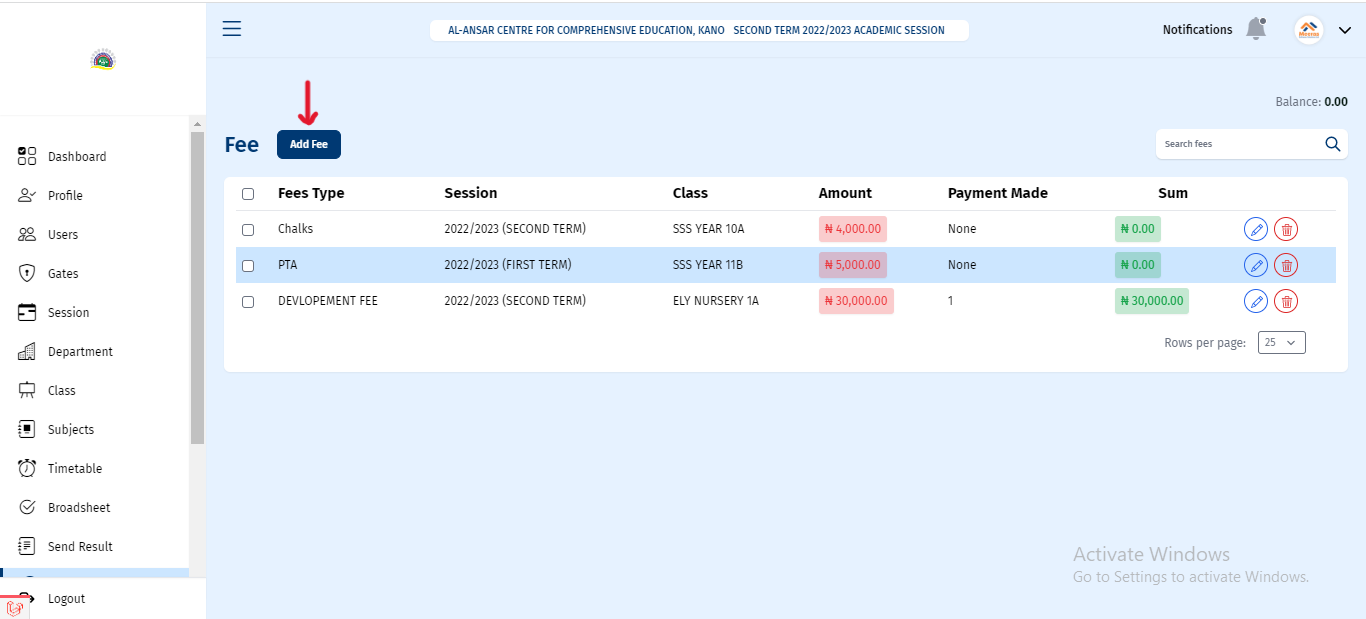 AL-ANSAR CENTRE FOR COMPREHENSIVE EDUCATION, KANO SECOND TERM 2022/2023 ACADEMIC SESSION
Notifications
Balance: 0.00
Fee
Add Fee
Search fees
Dashboard
Profile
Users
Gates
Session
Department
Class
Subjects
Timetable
Broadsheet
Send Result
Logout
Fees Type Session Class Amount Payment Made Sum
Chalks 2022/2023 (SECOND TERM) SSS YEAR 10A ₦ 4,000.00 None ₦ 0.00
PTA 2022/2023 (FIRST TERM) SSS YEAR 11B ₦ 5,000.00 None ₦ 0.00
DEVLOPEMENT FEE 2022/2023 (SECOND TERM) ELY NURSERY 1A ₦ 30,000.00 1 ₦ 30,000.00
Rows per page: 25
Activate Windows
Go to Settings to activate Windows.